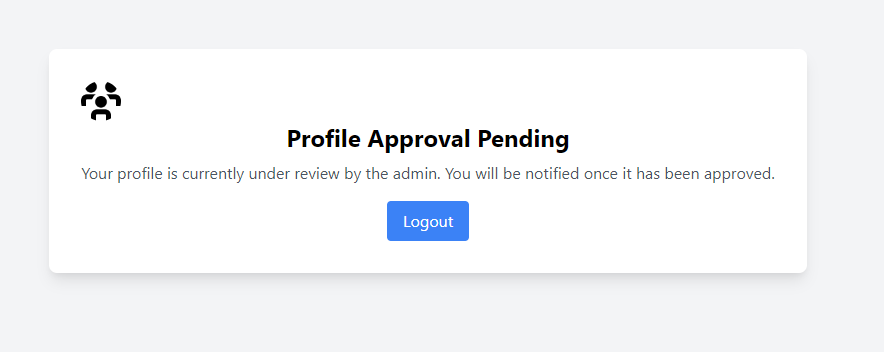 Profile Approval Pending
Your profile is currently under review by the admin. You will be notified once it has been approved.
Logout